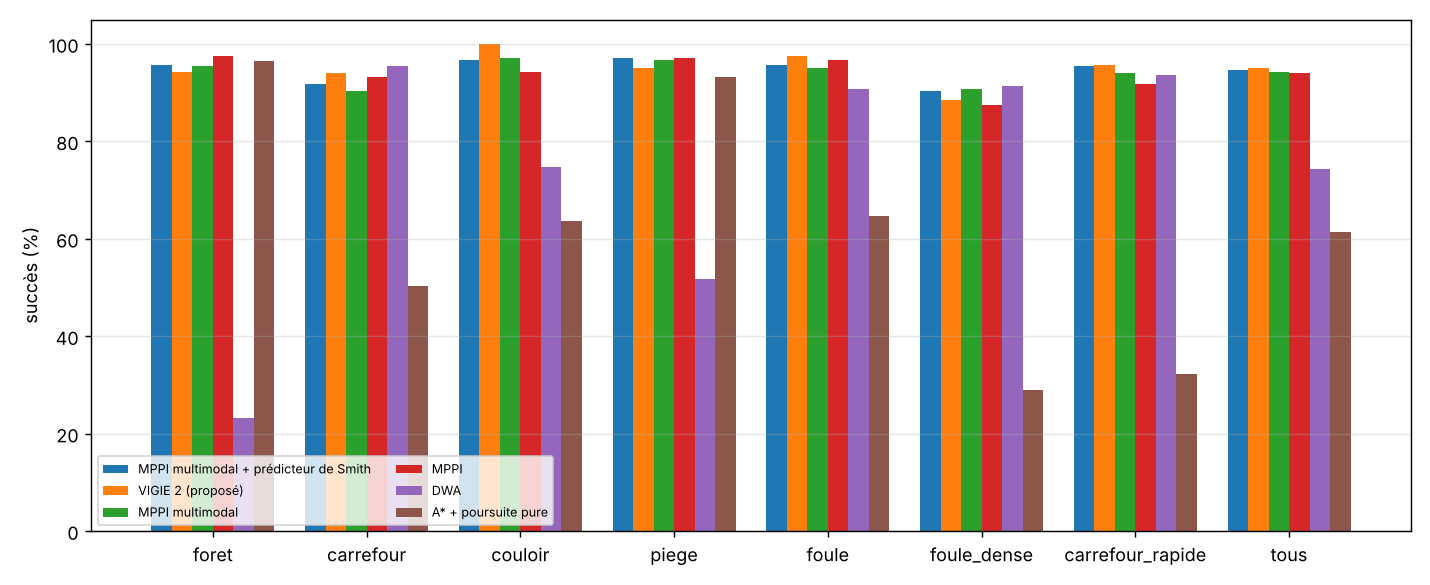 100
80
60
40
20
0
succès (%)
MPPI multimodal + prédicteur de Smith
VIGIE 2 (proposé)
MPPI multimodal
MPPI
DWA
A* + poursuite pure
foret
carrefour
couloir
piege
foule
foule_dense
carrefour_rapide
tous